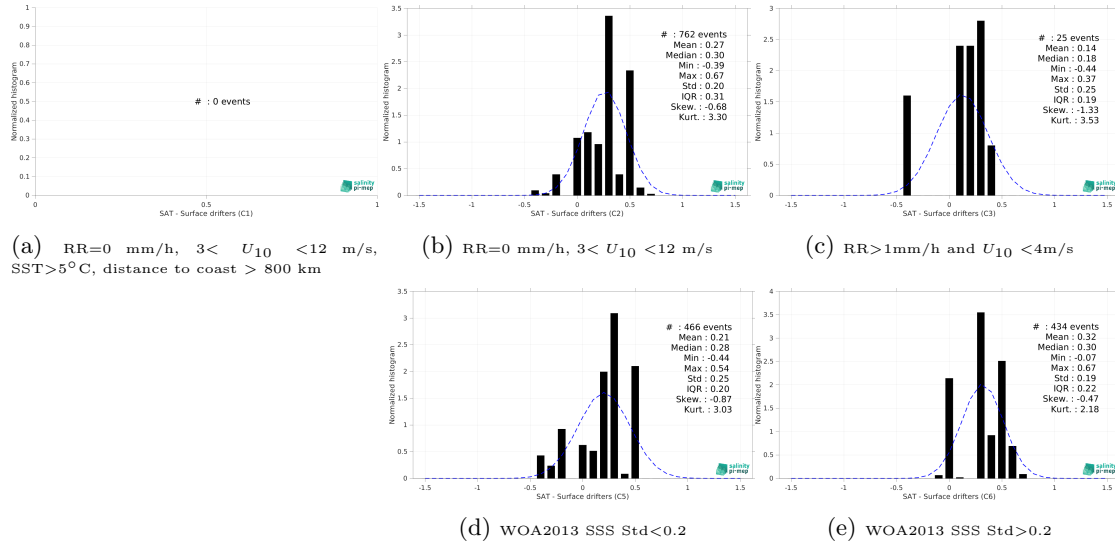 1
0.9
0.8
0.7
0.6
0.5
0.4
0.3
0.2
0.1
0
Normalized histogram
# : 0 events
0 0.5 1
SAT - Surface drifters (C1)
salinity
pi-mep
(a) RR=0 mm/h, 3< U10 <12 m/s,
SST>5°C, distance to coast > 800 km
3.5
3
2.5
2
1.5
1
0.5
0
Normalized histogram
# : 762 events
Mean : 0.27
Median : 0.30
Min : -0.39
Max : 0.67
Std : 0.20
IQR : 0.31
Skew. : -0.68
Kurt. : 3.30
-1.5 -1 -0.5 0 0.5 1 1.5
SAT - Surface drifters (C2)
salinity
pi-mep
(b) RR=0 mm/h, 3< U10 <12 m/s
3
2.5
2
1.5
1
0.5
0
Normalized histogram
# : 25 events
Mean : 0.14
Median : 0.18
Min : -0.44
Max : 0.37
Std : 0.25
IQR : 0.19
Skew. : -1.33
Kurt. : 3.53
-1.5 -1 -0.5 0 0.5 1 1.5
SAT - Surface drifters (C3)
salinity
pi-mep
(c) RR>1mm/h and U10 <4m/s
3.5
3
2.5
2
1.5
1
0.5
0
Normalized histogram
# : 466 events
Mean : 0.21
Median : 0.28
Min : -0.44
Max : 0.54
Std : 0.25
IQR : 0.20
Skew. : -0.87
Kurt. : 3.03
-1.5 -1 -0.5 0 0.5 1 1.5
SAT - Surface drifters (C5)
salinity
pi-mep
(d) WOA2013 SSS Std<0.2
4
3.5
3
2.5
2
1.5
1
0.5
0
Normalized histogram
# : 434 events
Mean : 0.32
Median : 0.30
Min : -0.07
Max : 0.67
Std : 0.19
IQR : 0.22
Skew. : -0.47
Kurt. : 2.18
-1.5 -1 -0.5 0 0.5 1 1.5
SAT - Surface drifters (C6)
salinity
pi-mep
(e) WOA2013 SSS Std>0.2